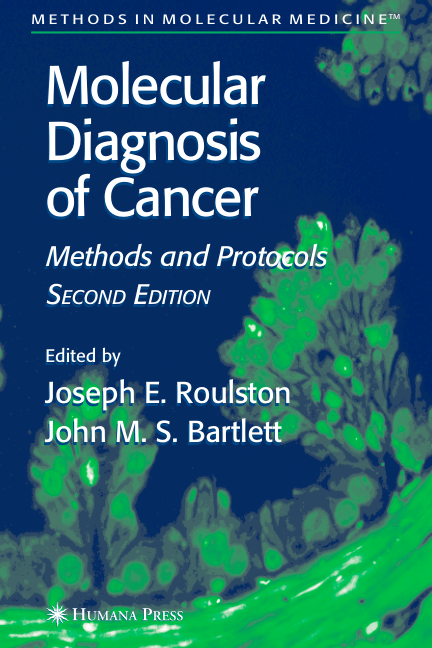 METHODS IN MOLECULAR MEDICINE™
Molecular
Diagnosis
of Cancer
Methods and Protocols
SECOND EDITION
Edited by
Joseph E. Roulston
John M. S. Bartlett
HUMANA PRESS